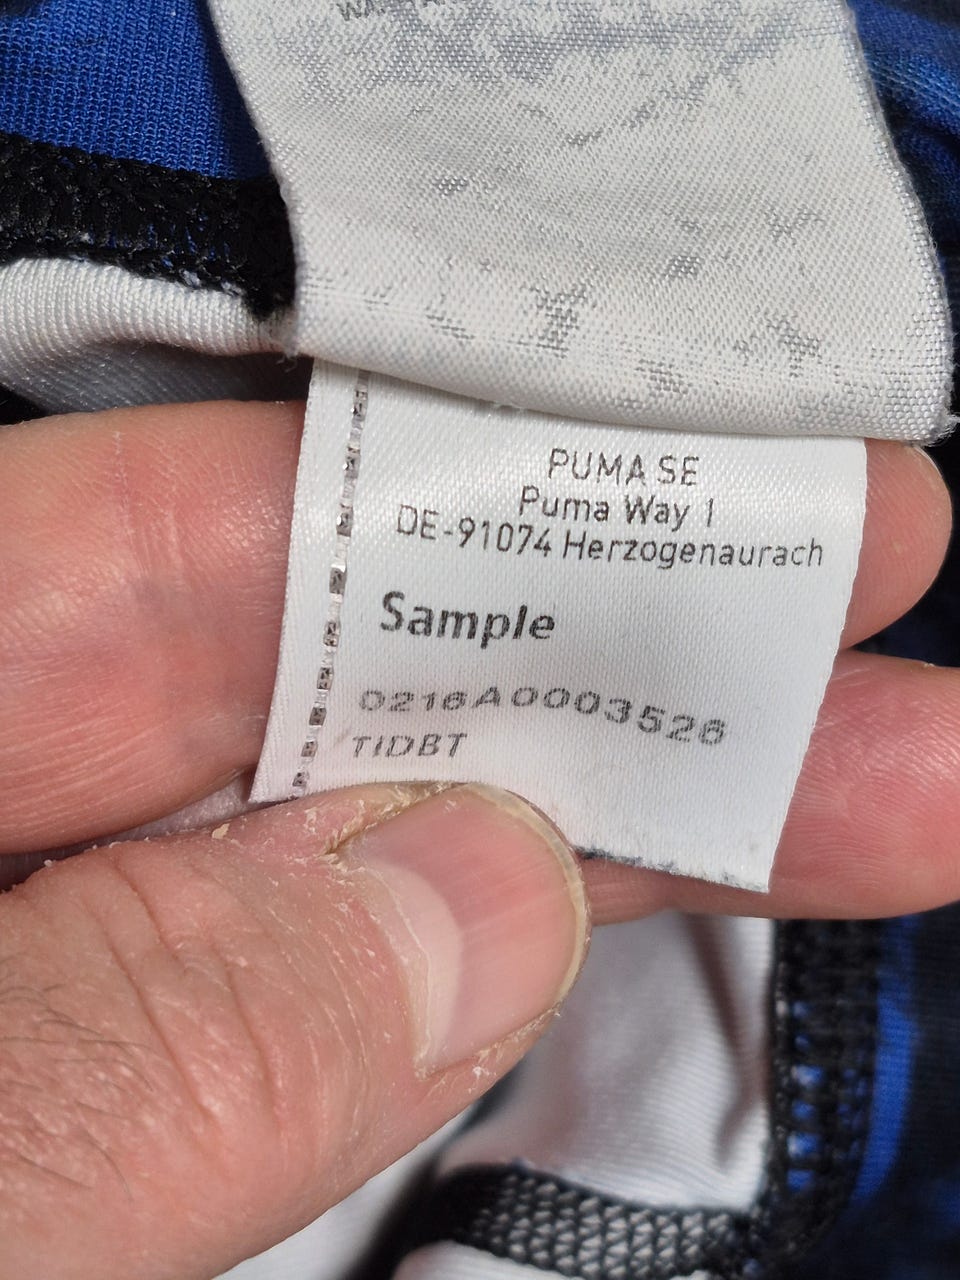 PUMA SE
Puma Way 1
DE-91074 Herzogenaurach
Sample
0216A0003526
TIDBT